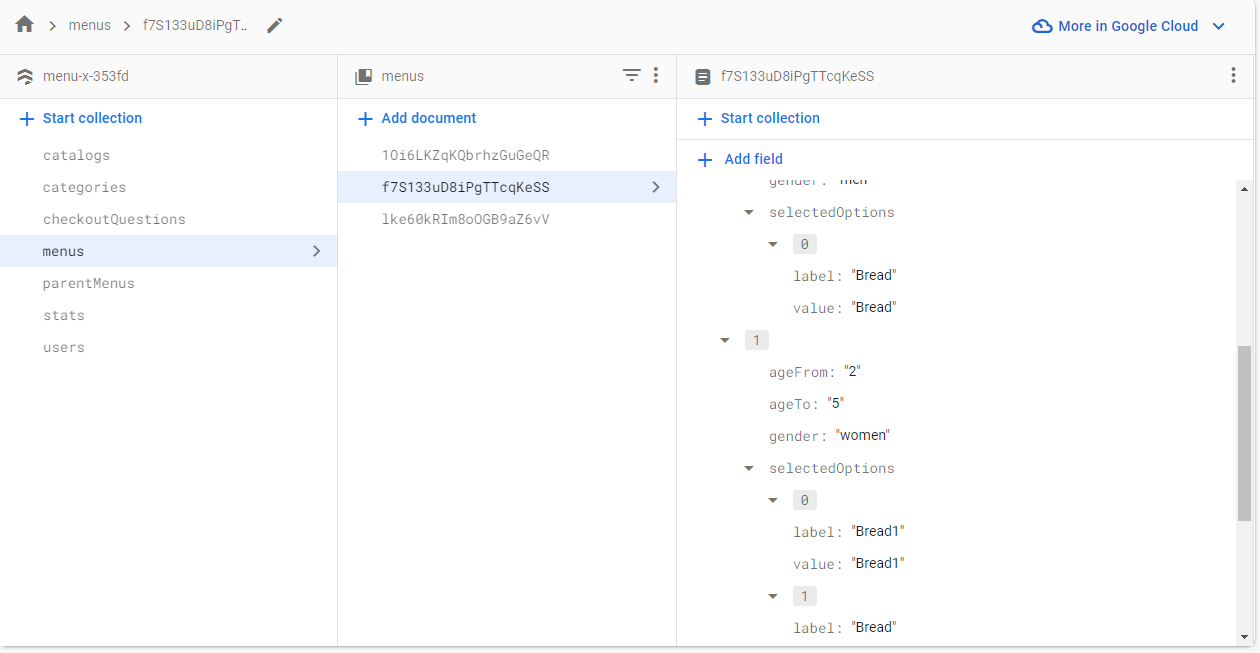 menus
f7S133uD8iPgT..
More in Google Cloud
menu-x-353fd
Start collection
catalogs
categories
checkoutQuestions
menus
parentMenus
stats
users
menus
Add document
1Oi6LKZqKQbrhzGuGeQR
f7S133uD8iPgTTcqKeSS
lke60kRIm8oOGB9aZ6vV
f7S133uD8iPgTTcqKeSS
Start collection
Add field
gender: "men"
selectedOptions
0
label: "Bread"
value: "Bread"
1
ageFrom: "2"
ageTo: "5"
gender: "women"
selectedOptions
0
label: "Bread1"
value: "Bread1"
1
label: "Bread"